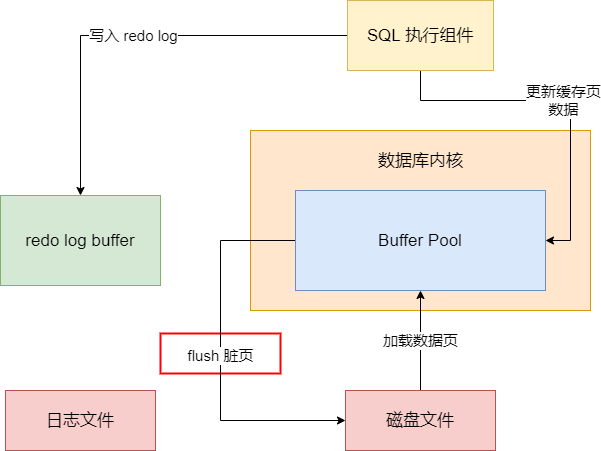 SQL 执行组件
写入 redo log
更新缓存页
数据
数据库内核
redo log buffer
Buffer Pool
加载数据页
flush 脏页
日志文件
磁盘文件